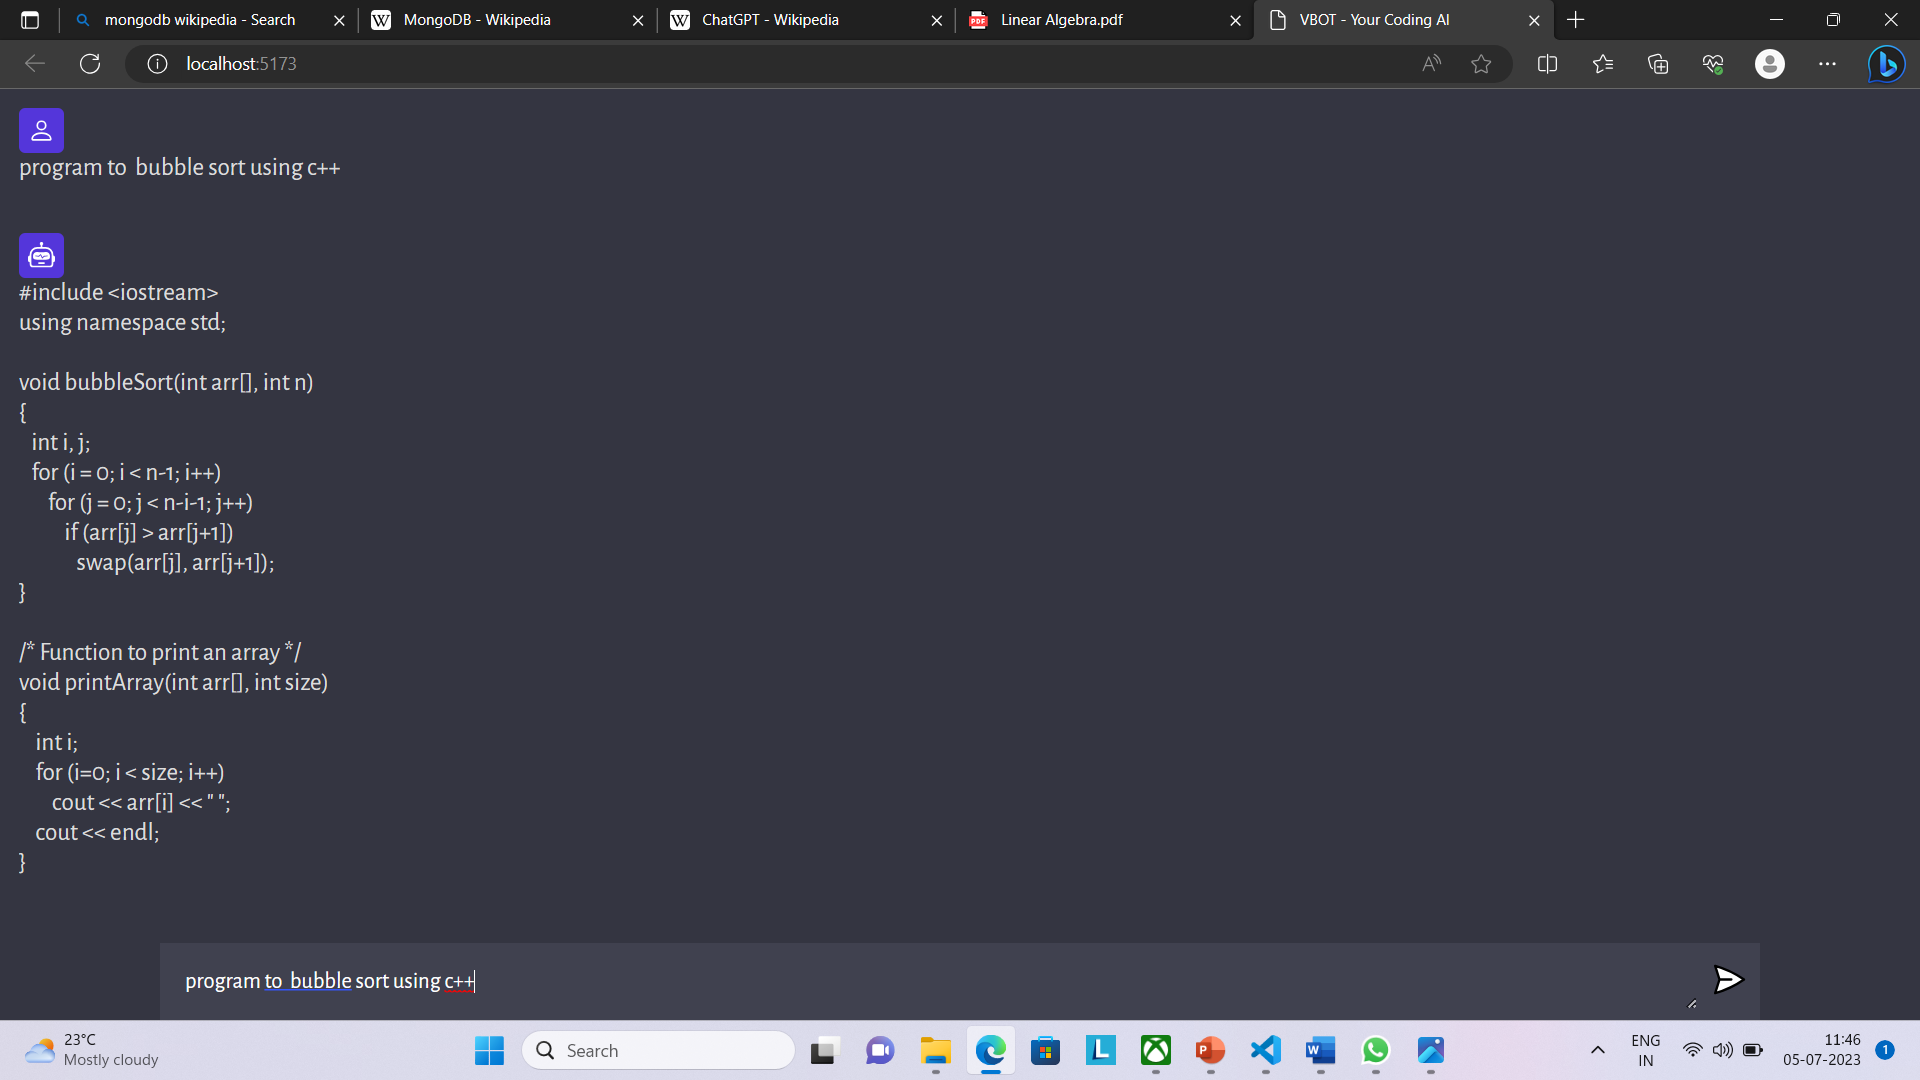 mongodb wikipedia - Search
MongoDB - Wikipedia
ChatGPT - Wikipedia
Linear Algebra.pdf
VBOT - Your Coding AI
localhost:5173
program to  bubble sort using c++
#include <iostream>
using namespace std;
void bubbleSort(int arr[], int n)
{
   int i, j;
   for (i = 0; i < n-1; i++)
       for (j = 0; j < n-i-1; j++)
           if (arr[j] > arr[j+1])
              swap(arr[j], arr[j+1]);
}
/* Function to print an array */
void printArray(int arr[], int size)
{
    int i;
    for (i=0; i < size; i++)
        cout << arr[i] << " ";
    cout << endl;
}
program to  bubble sort using c++
23°C
Mostly cloudy
Search
ENG
IN
11:46
05-07-2023
1